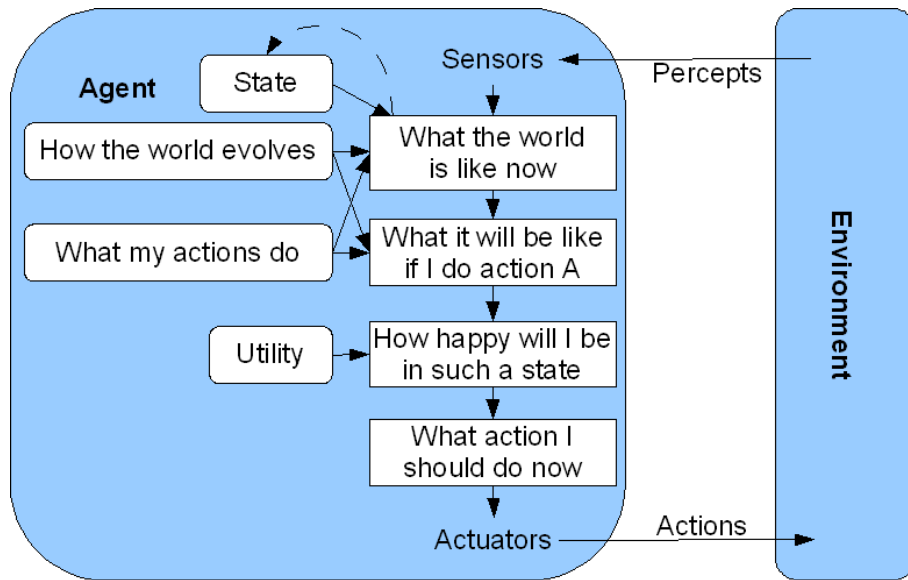 Agent
State
Sensors
Percepts
How the world evolves
What the world
is like now
What my actions do
What it will be like
if I do action A
Utility
How happy will I be
in such a state
What action I
should do now
Actuators
Actions
Environment